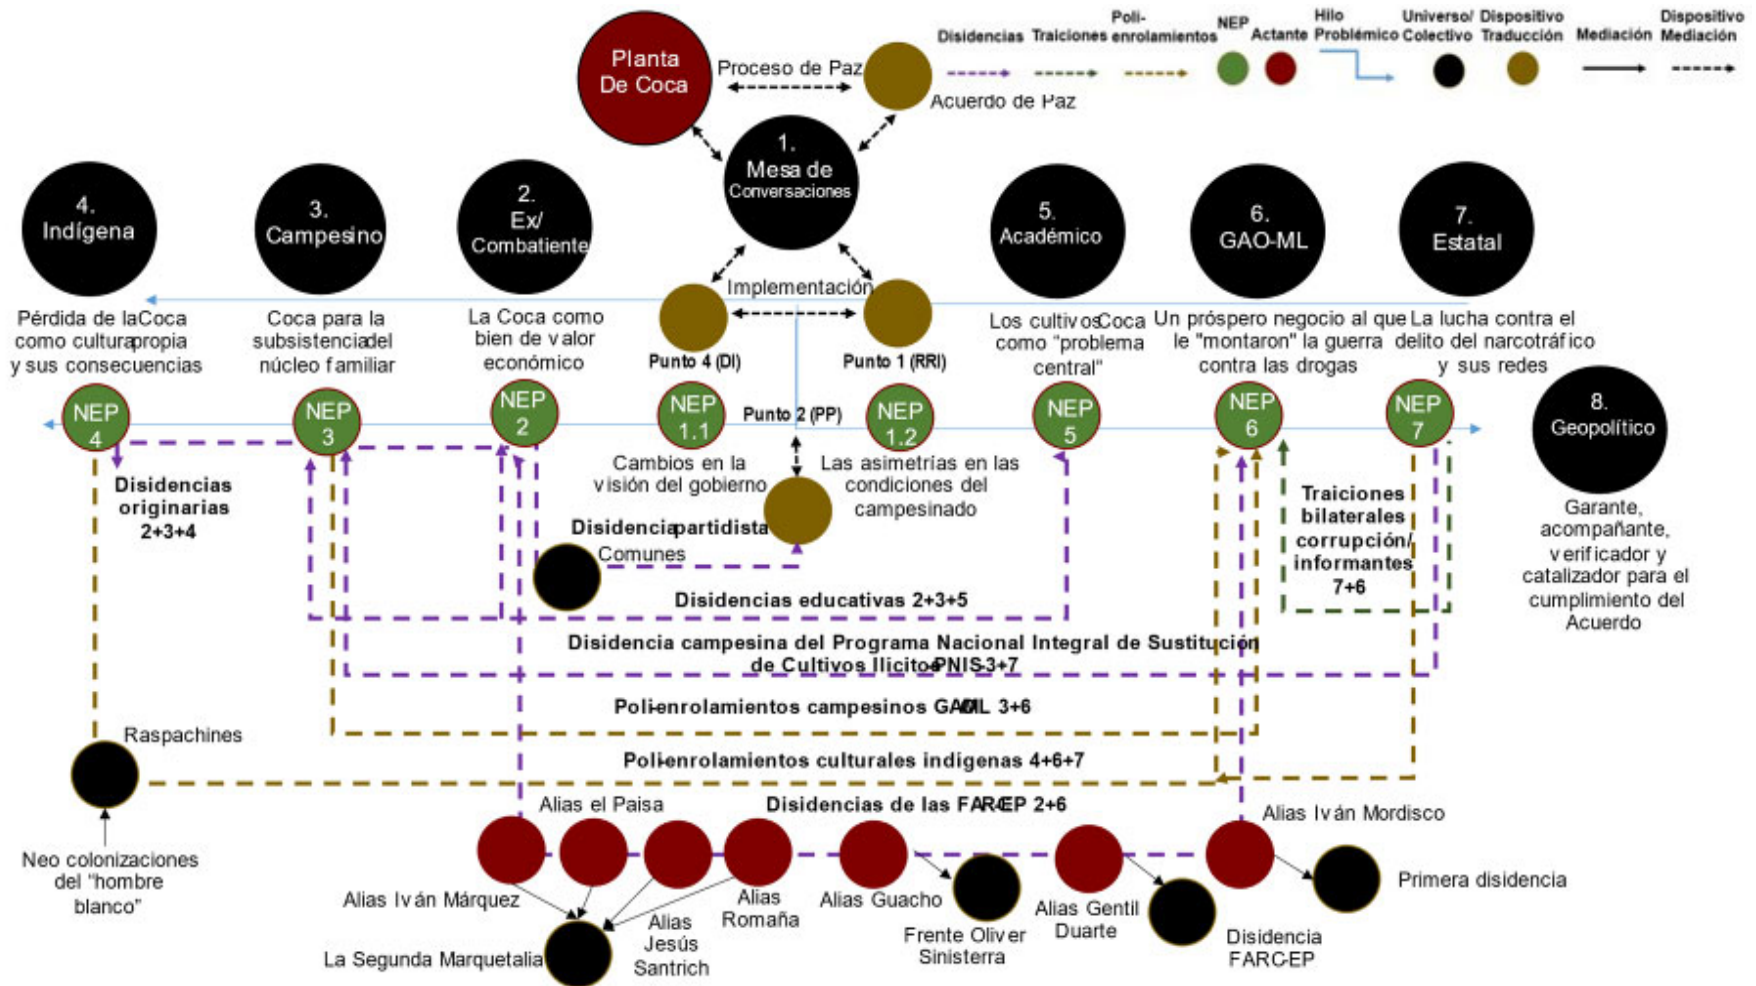 Disidencias
Traiciones
Poli-
enrolamientos
NEP
Actante
Hilo
Problémico
Universo/
Colectivo
Dispositivo
Traducción
Mediación
Dispositivo
Mediación
Planta
De Coca
Proceso de Paz
Acuerdo de Paz
1.
Mesa de
Conversaciones
4.
Indígena
3.
Campesino
2.
Ex/
Combatiente
5.
Académico
6.
GAO-ML
7.
Estatal
Implementación
Pérdida de la Coca
como cultura propia
y sus consecuencias
Coca para la
subsistencia del
núcleo familiar
La Coca como
bien de valor
económico
Punto 4 (DI)
Punto 1 (RRI)
Los cultivos Coca
como "problema
central"
Un próspero negocio al que
le "montaron" la guerra
contra las drogas
La lucha contra el
delito del narcotráfico
y sus redes
NEP
4
NEP
3
NEP
2
NEP
1.1
Punto 2 (PP)
NEP
1.2
NEP
5
NEP
6
NEP
7
8.
Geopolítico
Cambios en la
visión del gobierno
Las asimetrías en las
condiciones del
campesinado
Disidencias
originarias
2+3+4
Disidencia partidista
Comunes
Traiciones
bilaterales
corrupción/
informantes
7+6
Garante,
acompañante,
verificador y
catalizador para el
cumplimiento del
Acuerdo
Disidencias educativas 2+3+5
Disidencia campesina del Programa Nacional Integral de Sustitución
de Cultivos Ilicitos-PNIS-3+7
Poli-enrolamientos campesinos GAO-ML 3+6
Raspachines
Poli-enrolamientos culturales indigenas 4+6+7
Alias el Paisa
Disidencias de las FARC-EP 2+6
Alias Iván Mordisco
Neo colonizaciones
del "hombre
blanco"
Alias Iván Márquez
Alias
Jesús
Santrich
Alias
Romaña
Alias Guacho
Alias Gentil
Duarte
Primera disidencia
La Segunda Marquetalia
Frente Oliver
Sinisterra
Disidencia
FARC-EP